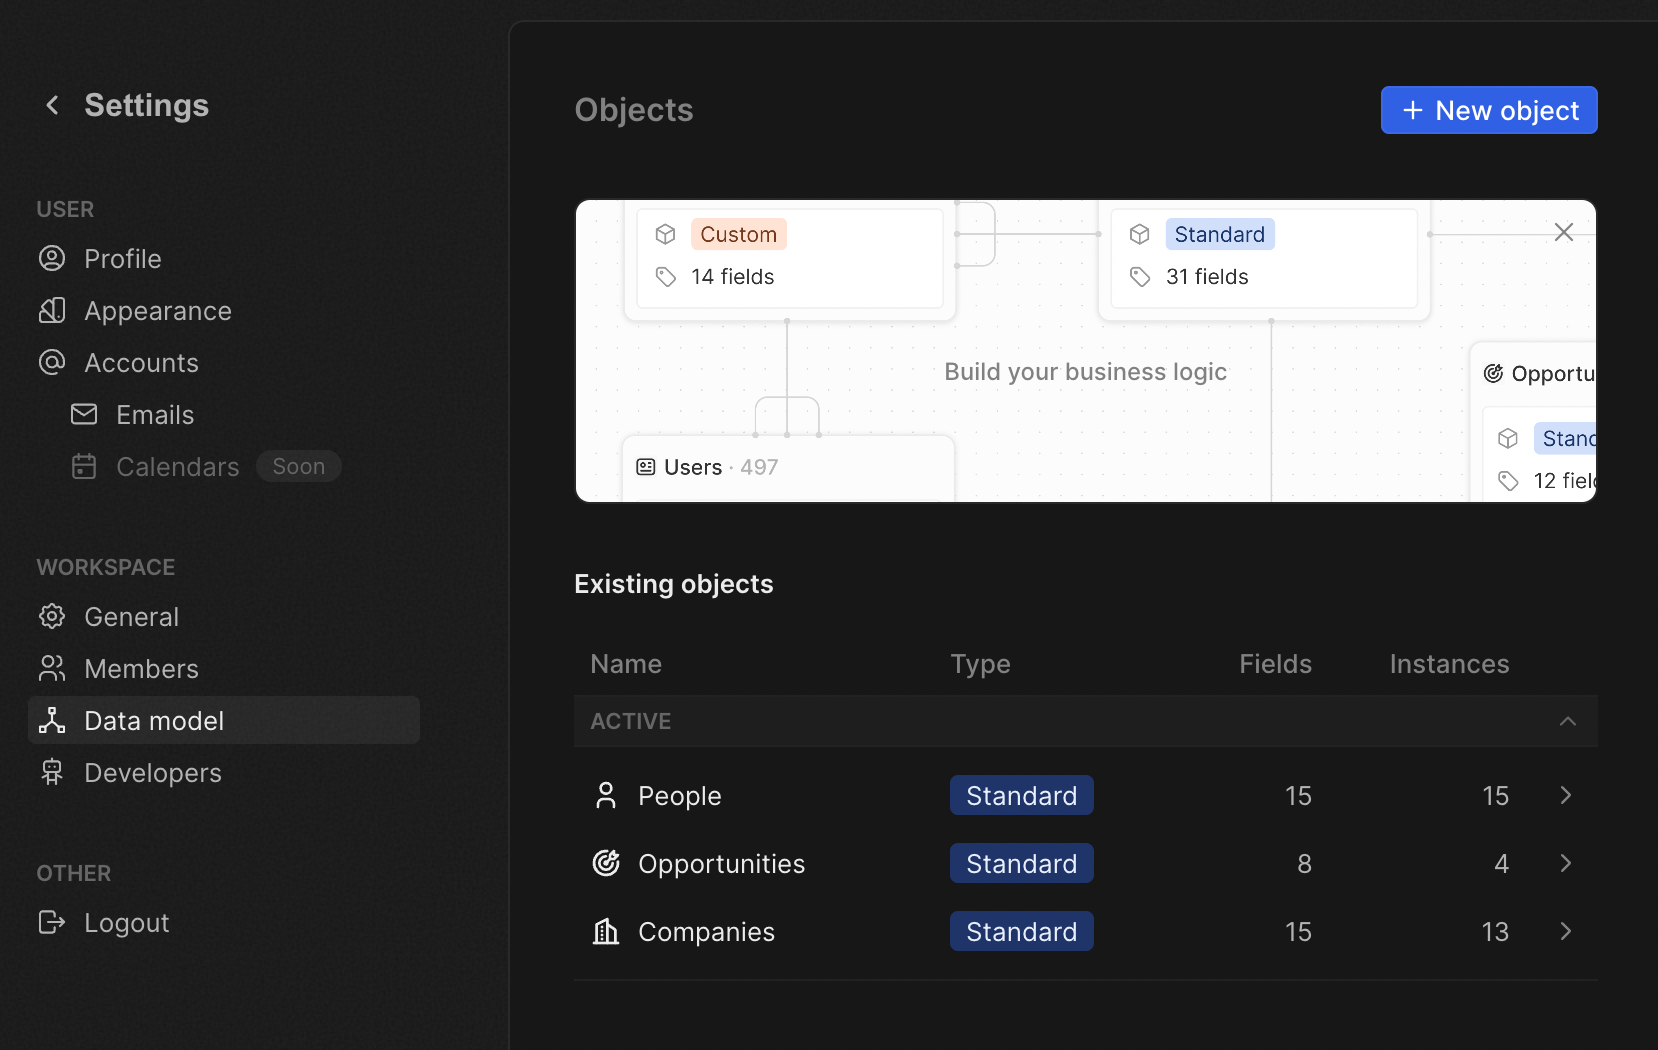 Settings
USER
Profile
Appearance
Accounts
Emails
Calendars Soon
WORKSPACE
General
Members
Data model
Developers
OTHER
Logout
Objects
+ New object
Custom
14 fields
Standard
31 fields
Build your business logic
Opportu
Stand
12 field
Users · 497
Existing objects
Name Type Fields Instances
ACTIVE
People Standard 15 15
Opportunities Standard 8 4
Companies Standard 15 13